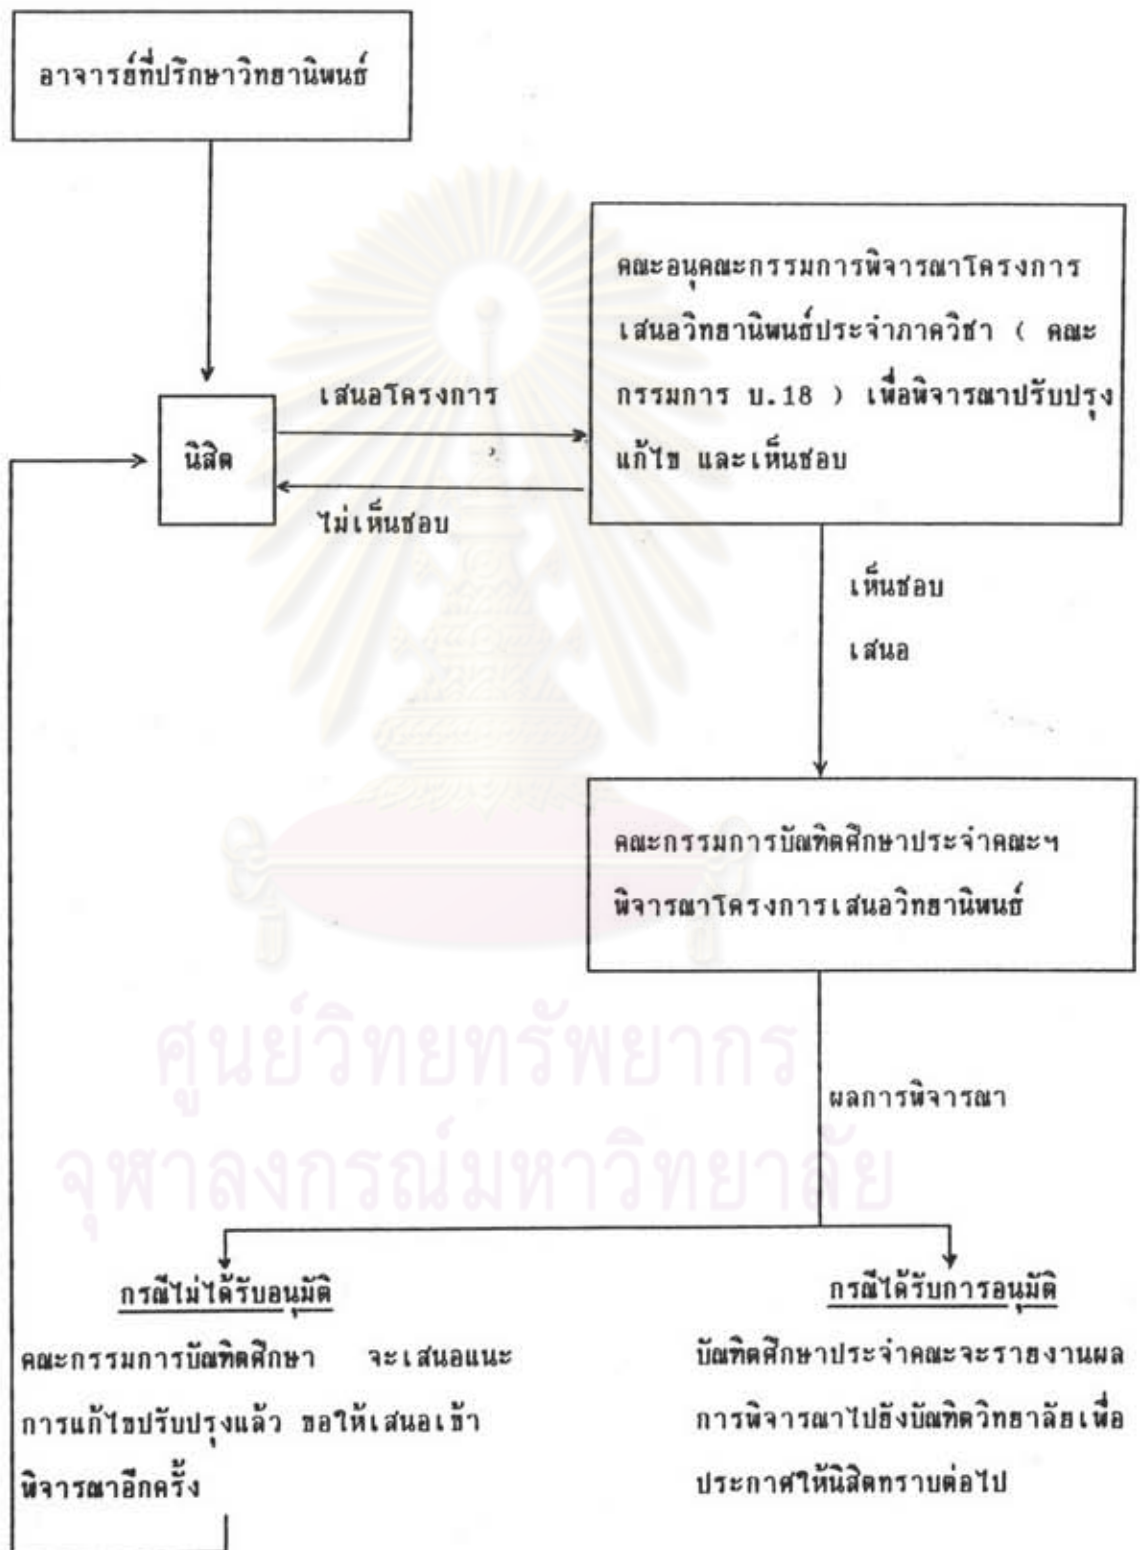 อาจารย์ที่ปรึกษาวิทยานิพนธ์
คณะอนุคณะกรรมการพิจารณาโครงการ
เสนอวิทยานิพนธ์ประจำภาควิชา ( คณะ
กรรมการ บ.18 ) เพื่อพิจารณาปรับปรุง
แก้ไข และเห็นชอบ
เสนอโครงการ
นิสิต
ไม่เห็นชอบ
เห็นชอบ
เสนอ
คณะกรรมการบัณฑิตศึกษาประจำคณะฯ
พิจารณาโครงการเสนอวิทยานิพนธ์
ศูนย์วิทยทรัพยากร
จุฬาลงกรณ์มหาวิทยาลัย
ผลการพิจารณา
กรณีไม่ได้รับอนุมัติ
คณะกรรมการบัณฑิตศึกษา จะเสนอแนะ
การแก้ไขปรับปรุงแล้ว ขอให้เสนอเข้า
พิจารณาอีกครั้ง
กรณีได้รับการอนุมัติ
บัณฑิตศึกษาประจำคณะจะรายงานผล
การพิจารณาไปยังบัณฑิตวิทยาลัยเพื่อ
ประกาศให้นิสิตทราบต่อไป